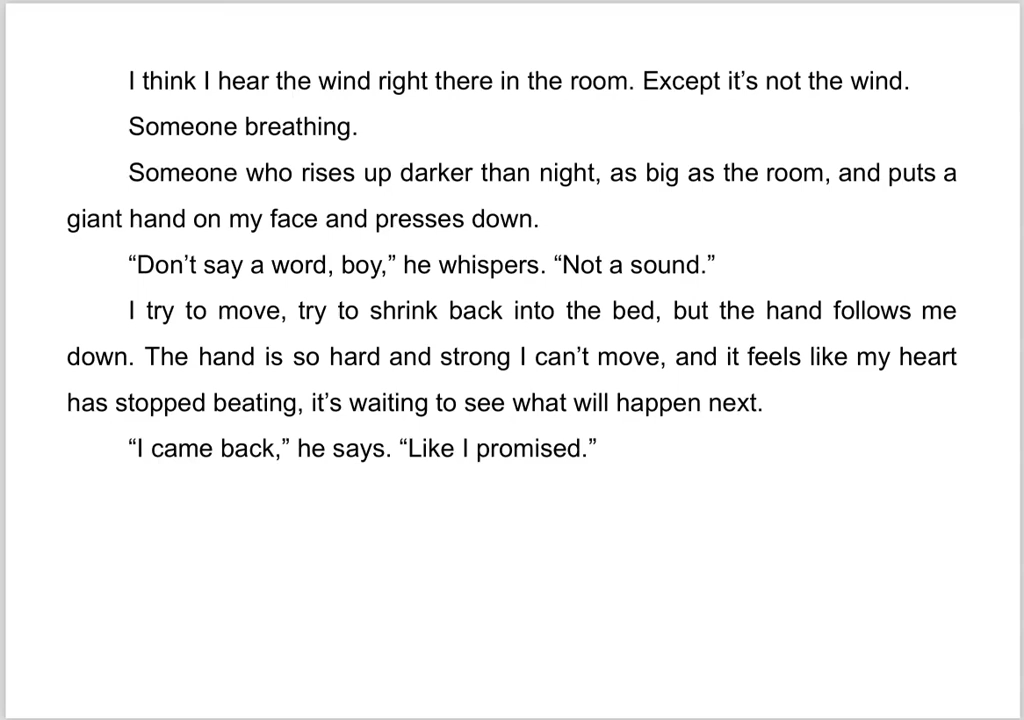 I think I hear the wind right there in the room. Except it’s not the wind.
Someone breathing.
Someone who rises up darker than night, as big as the room, and puts a
giant hand on my face and presses down.
“Don’t say a word, boy,” he whispers. “Not a sound.”
I try to move, try to shrink back into the bed, but the hand follows me
down. The hand is so hard and strong I can’t move, and it feels like my heart
has stopped beating, it’s waiting to see what will happen next.
“I came back,” he says. “Like I promised.”